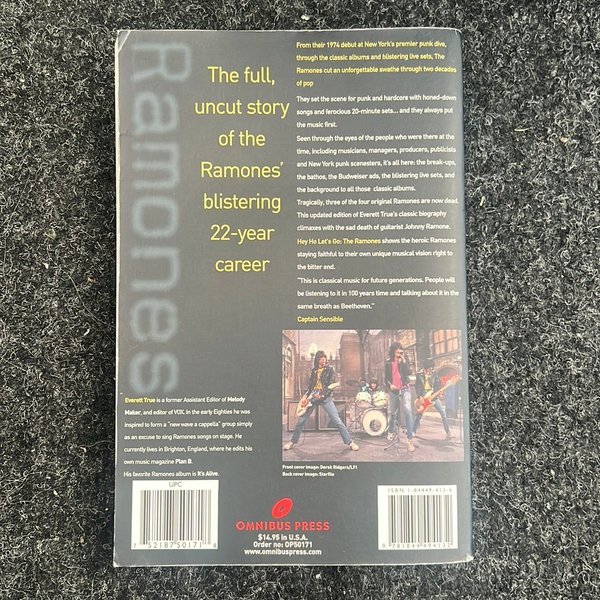 Ramones
The full,
uncut story
of the
Ramones'
blistering
22-year
career
From their 1974 debut at New York's premier punk dive,
through the classic albums and blistering live sets, The
Ramones cut an unforgettable swathe through two decades
of pop
They set the scene for punk and hardcore with honed-down
songs and ferocious 20-minute sets... and they always put
the music first.
Seen through the eyes of the people who were there at the
time, including musicians, managers, producers, publicists
and New York punk scenesters, it's all here: the break-ups,
the bathos, the Budweiser ads, the blistering live sets, and
the background to all those classic albums.
Tragically, three of the four original Ramones are now dead.
This updated edition of Everett True's classic biography
climaxes with the sad death of guitarist Johnny Ramone.
Hey Ho Let's Go: The Ramones shows the heroic Ramones
staying faithful to their own unique musical vision right to
the bitter end.
"This is classical music for future generations. People will
be listening to it in 100 years time and talking about it in the
same breath as Beethoven."
Captain Sensible
Front cover image: Derek Ridgers/LFI
Back cover image: Starfile
Everett True is a former Assistant Editor of Melody
Maker, and editor of VOX. In the early Eighties he was
inspired to form a "new wave a cappella" group simply
as an excuse to sing Ramones songs on stage. He
currently lives in Brighton, England, where he edits his
own music magazine Plan B.
His favorite Ramones album is It's Alive.
UPC
7 52187 50171 8
OMNIBUS PRESS
$14.95 in U.S.A.
Order no: OP50171
www.omnibuspress.com
ISBN 1-84449-413-6
9 781844 494132